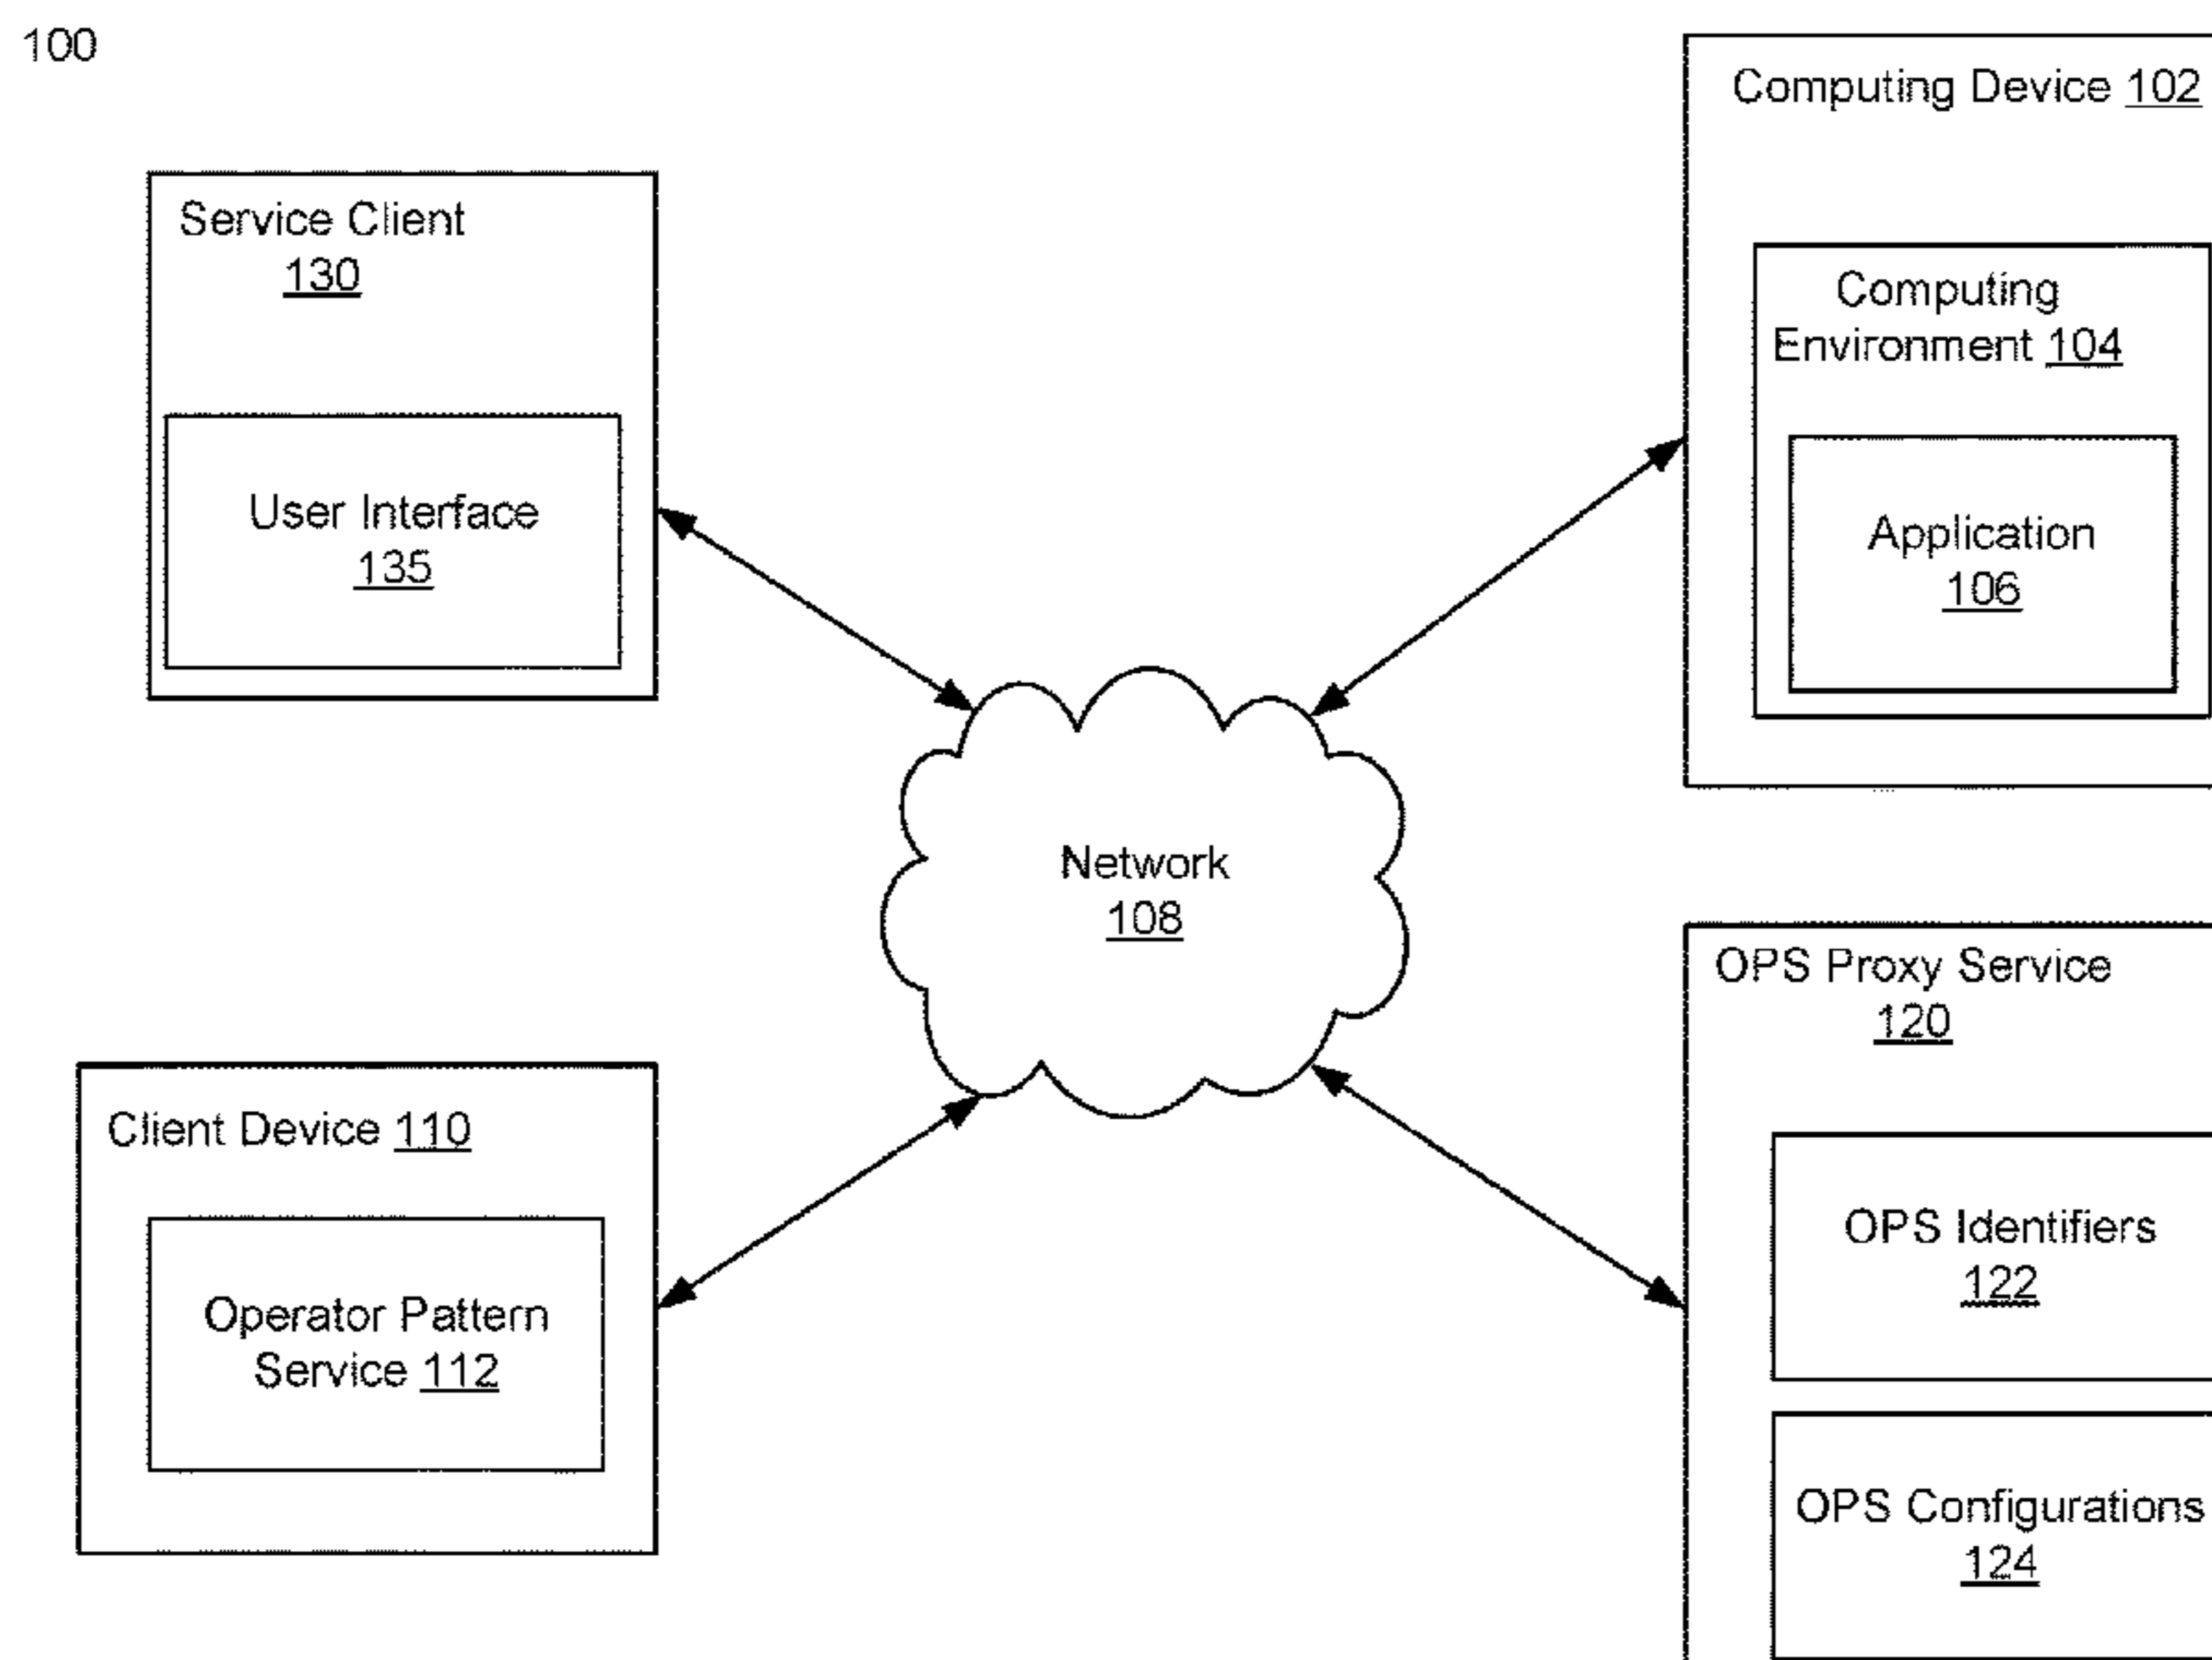 100
Service Client
130
User Interface
135
Computing Device 102
Computing
Environment 104
Application
106
Network
108
Client Device 110
Operator Pattern
Service 112
OPS Proxy Service
120
OPS Identifiers
122
OPS Configurations
124